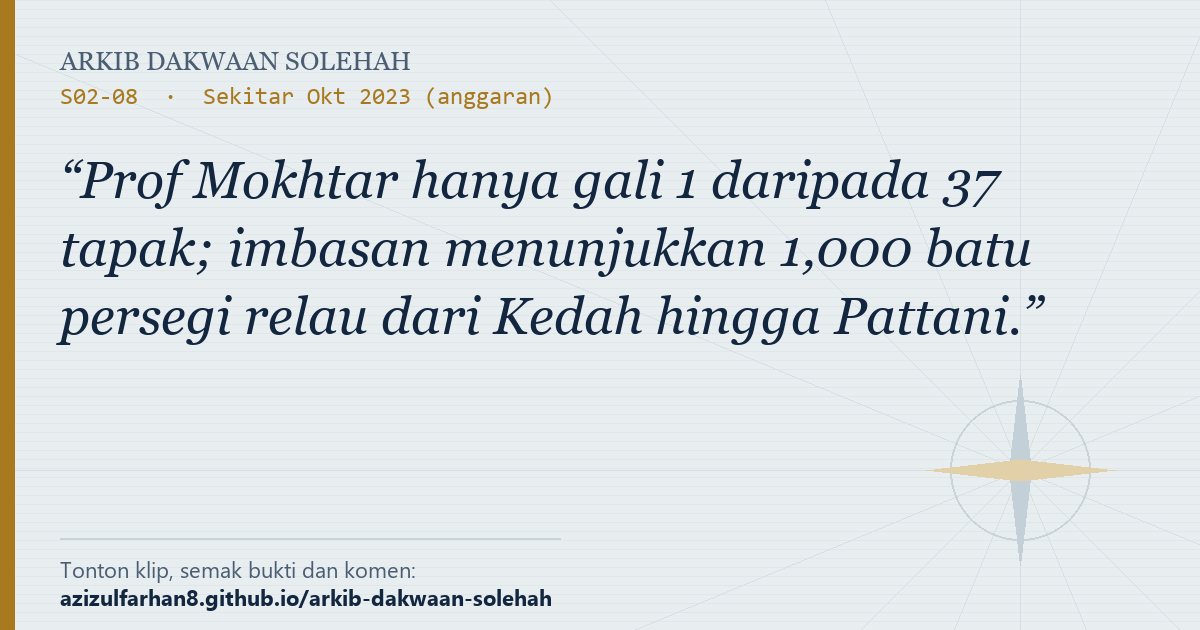 ARKIB DAKWAAN SOLEHAH
S02-08 · Sekitar Okt 2023 (anggaran)
“Prof Mokhtar hanya gali 1 daripada 37
tapak; imbasan menunjukkan 1,000 batu
persegi relau dari Kedah hingga Pattani.”
Tonton klip, semak bukti dan komen:
azizulfarhan8.github.io/arkib-dakwaan-solehah